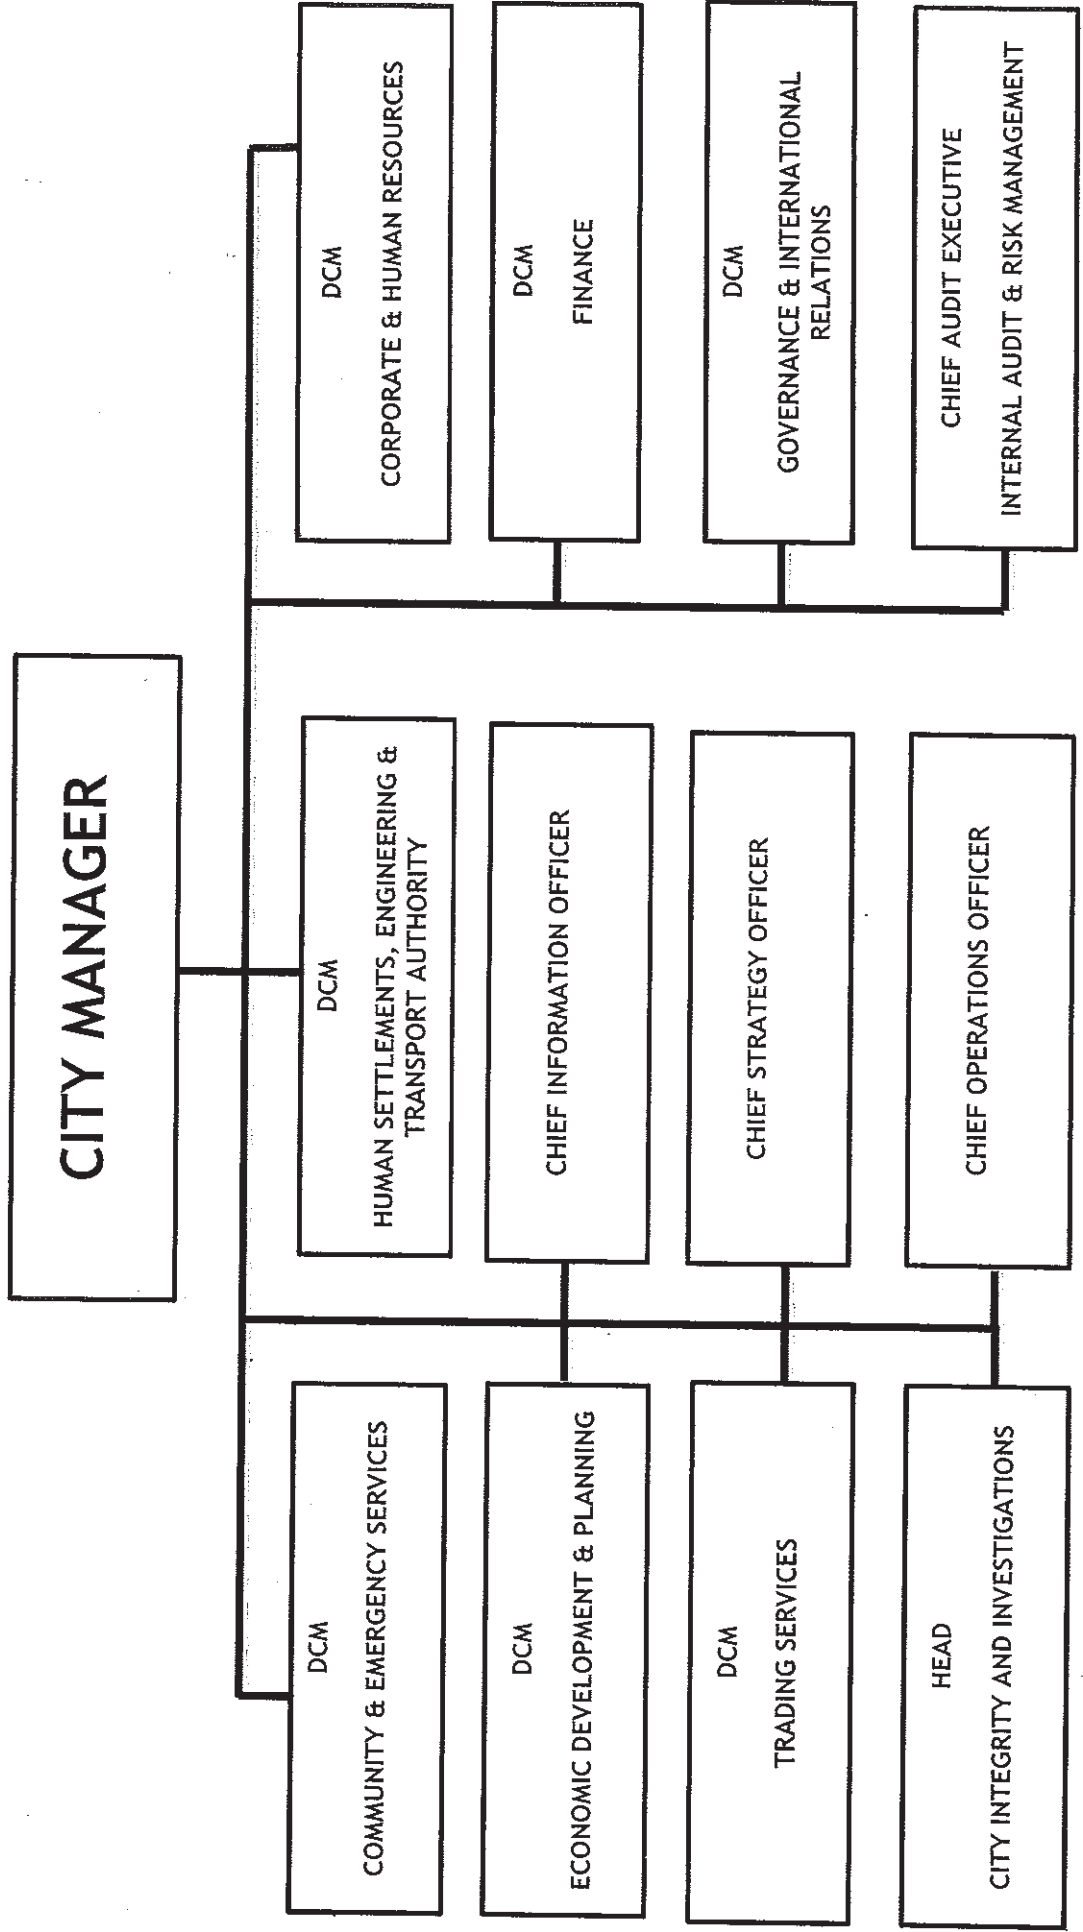 CITY MANAGER
DCM
COMMUNITY & EMERGENCY SERVICES
DCM
HUMAN SETTLEMENTS, ENGINEERING &
TRANSPORT AUTHORITY
DCM
CORPORATE & HUMAN RESOURCES
DCM
ECONOMIC DEVELOPMENT & PLANNING
CHIEF INFORMATION OFFICER
DCM
FINANCE
DCM
TRADING SERVICES
CHIEF STRATEGY OFFICER
DCM
GOVERNANCE & INTERNATIONAL
RELATIONS
HEAD
CITY INTEGRITY AND INVESTIGATIONS
CHIEF OPERATIONS OFFICER
CHIEF AUDIT EXECUTIVE
INTERNAL AUDIT & RISK MANAGEMENT